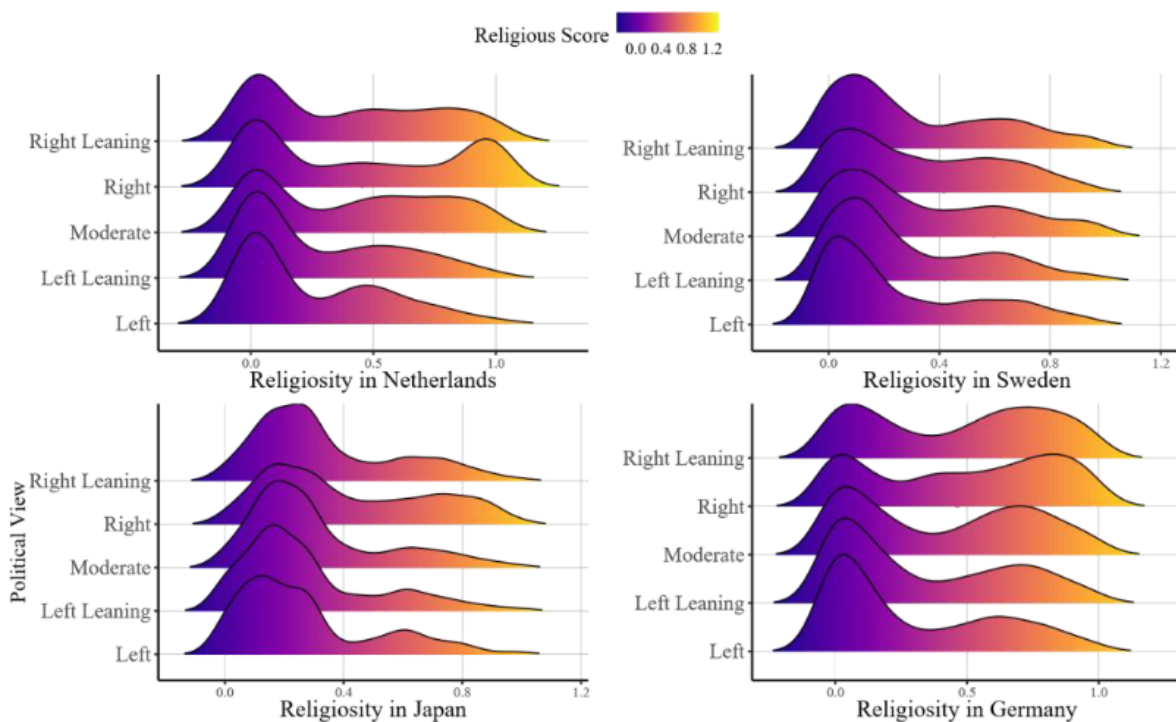 Religious Score
0.0 0.4 0.8 1.2
Right Leaning
Right
Moderate
Left Leaning
Left
0.0 0.5 1.0
Religiosity in Netherlands
Right Leaning
Right
Moderate
Left Leaning
Left
0.0 0.4 0.8 1.2
Religiosity in Sweden
Political View
Right Leaning
Right
Moderate
Left Leaning
Left
0.0 0.4 0.8 1.2
Religiosity in Japan
Right Leaning
Right
Moderate
Left Leaning
Left
0.0 0.5 1.0
Religiosity in Germany